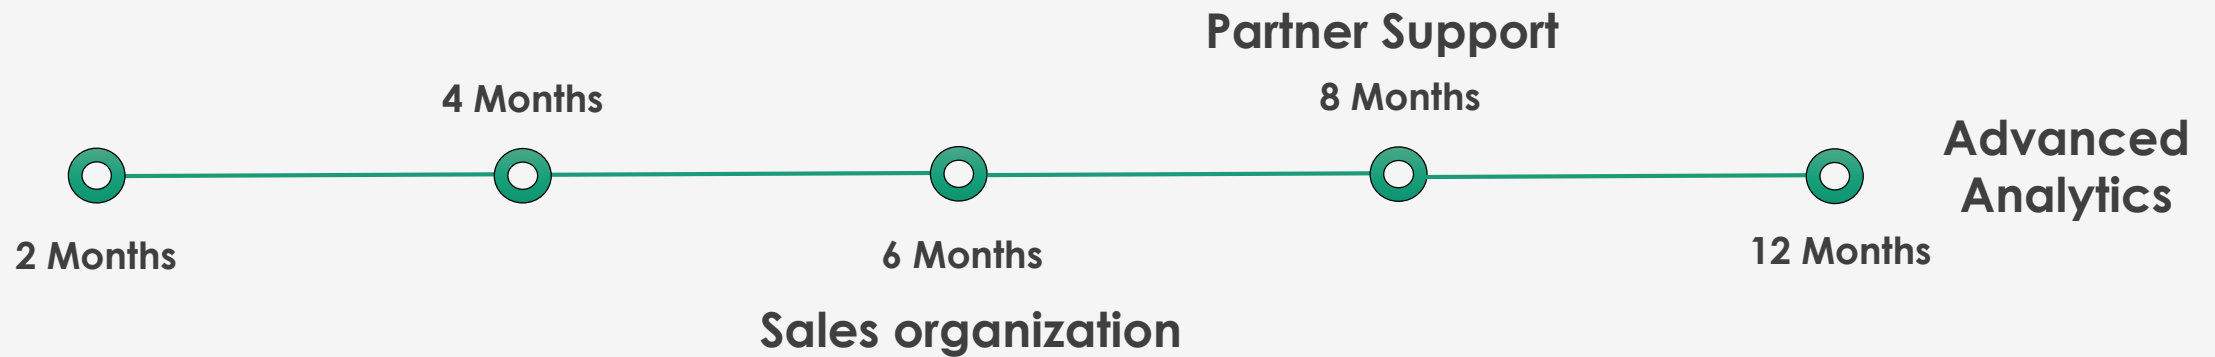 Partner Support
4 Months
8 Months
Advanced
Analytics
2 Months
6 Months
12 Months
Sales organization